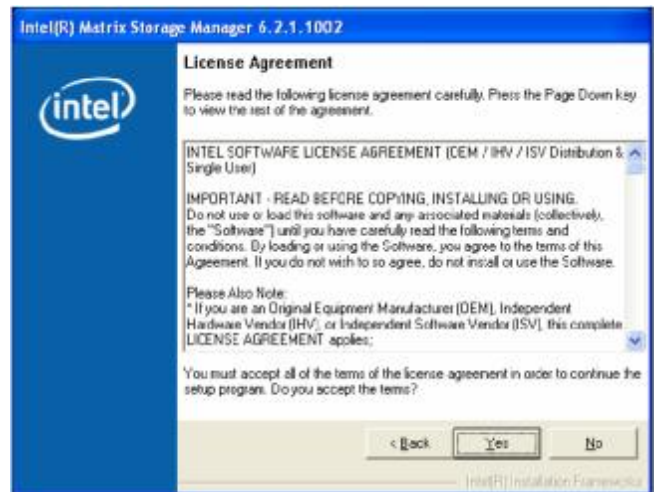 Intel(R) Matrix Storage Manager 6.2.1.1002
intel
License Agreement
Please read the following license agreement carefully. Press the Page Down key
to view the rest of the agreement.
INTEL SOFTWARE LICENSE AGREEMENT (OEM / IHV / ISV Distribution &
Single User)
IMPORTANT - READ BEFORE COPYING, INSTALLING OR USING.
Do not use or load this software and any associated materials (collectively,
the "Software") until you have carefully read the following terms and
conditions. By loading or using the Software, you agree to the terms of this
Agreement. If you do not wish to so agree, do not install or use the Software.
Please Also Note:
* If you are an Original Equipment Manufacturer (OEM), Independent
Hardware Vendor (IHV), or Independent Software Vendor (ISV), this complete
LICENSE AGREEMENT applies;
You must accept all of the terms of the license agreement in order to continue the
setup program. Do you accept the terms?
< Back
Yes
No
Intel(R) Installation Frameworks